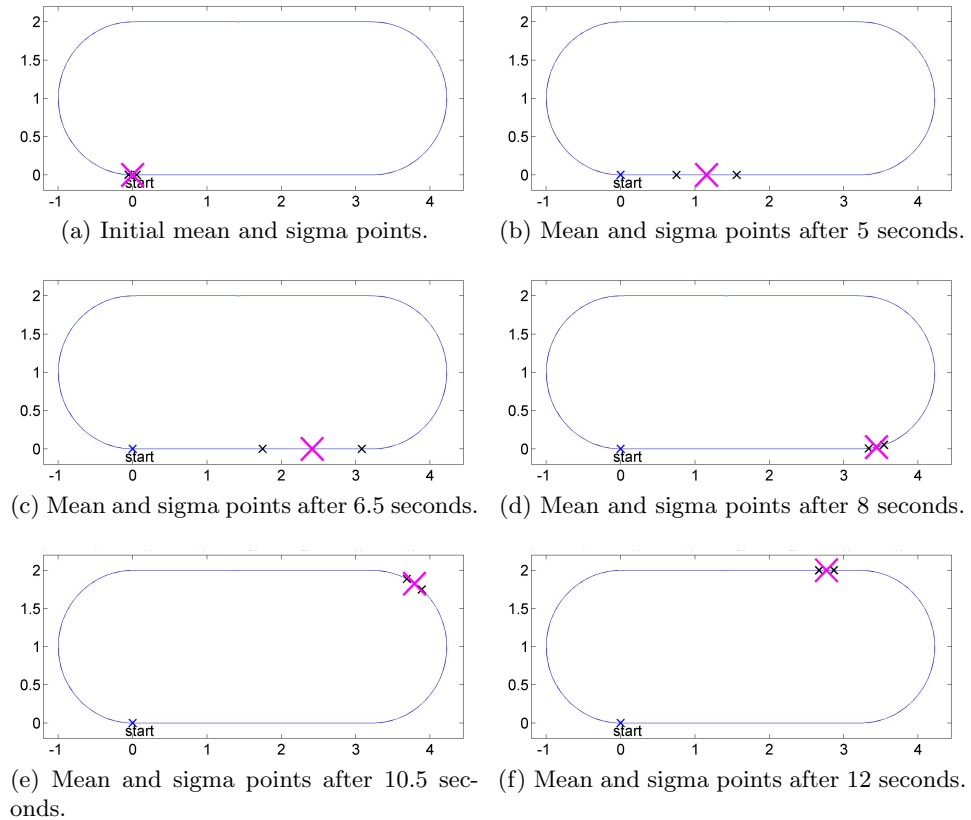 2
1.5
1
0.5
0
start
-1 0 1 2 3 4
(a) Initial mean and sigma points.
2
1.5
1
0.5
0
start
-1 0 1 2 3 4
(b) Mean and sigma points after 5 seconds.
2
1.5
1
0.5
0
start
-1 0 1 2 3 4
(c) Mean and sigma points after 6.5 seconds.
2
1.5
1
0.5
0
start
-1 0 1 2 3 4
(d) Mean and sigma points after 8 seconds.
2
1.5
1
0.5
0
start
-1 0 1 2 3 4
(e) Mean and sigma points after 10.5 sec-
onds.
2
1.5
1
0.5
0
start
-1 0 1 2 3 4
(f) Mean and sigma points after 12 seconds.